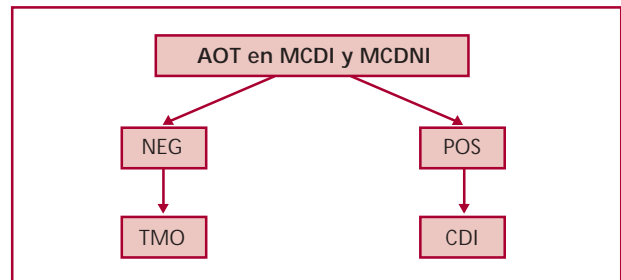 AOT en MCDI y MCDNI
NEG
POS
TMO
CDI